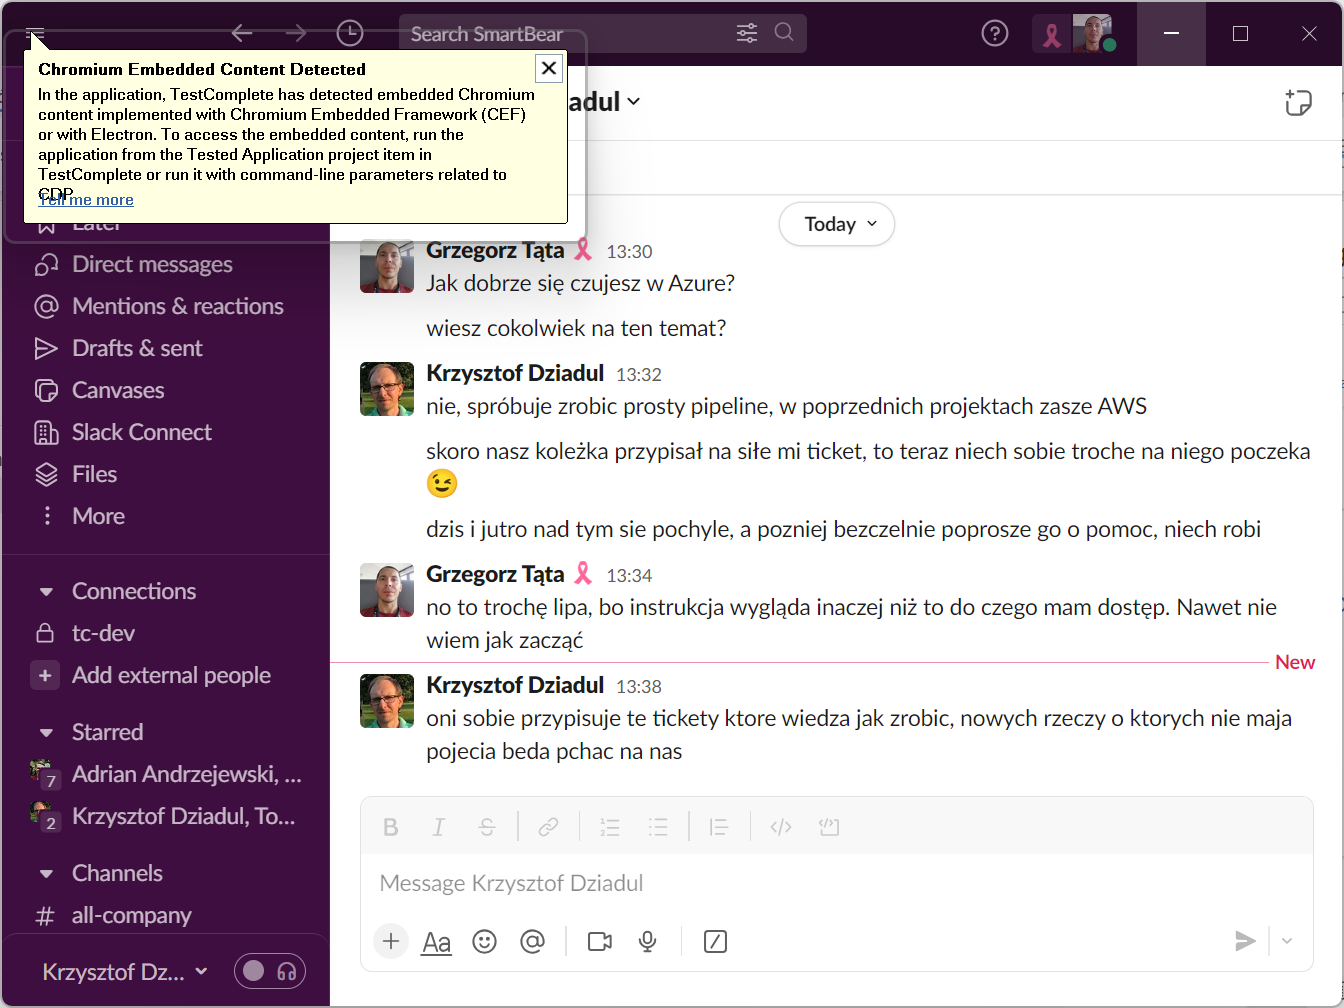 Search SmartBear
Chromium Embedded Content Detected
In the application, TestComplete has detected embedded Chromium
content implemented with Chromium Embedded Framework (CEF)
or with Electron. To access the embedded content, run the
application from the Tested Application project item in
TestComplete or run it with command-line parameters related to
CDP
Tell me more
adul
Later
Direct messages
Mentions & reactions
Drafts & sent
Canvases
Slack Connect
Files
More
Connections
tc-dev
Add external people
Starred
7
Adrian Andrzejewski, ...
2
Krzysztof Dziadul, To...
Channels
# all-company
Krzysztof Dz...
Today
Grzegorz Tąta 13:30
Jak dobrze się czujesz w Azure?
wiesz cokolwiek na ten temat?
Krzysztof Dziadul 13:32
nie, spróbuje zrobic prosty pipeline, w poprzednich projektach zasze AWS
skoro nasz koleżka przypisał na siłe mi ticket, to teraz niech sobie troche na niego poczeka
😉
dzis i jutro nad tym sie pochyle, a pozniej bezczelnie poprosze go o pomoc, niech robi
Grzegorz Tąta 13:34
no to trochę lipa, bo instrukcja wygląda inaczej niż to do czego mam dostęp. Nawet nie
wiem jak zacząć
New
Krzysztof Dziadul 13:38
oni sobie przypisuje te tickety ktore wiedza jak zrobic, nowych rzeczy o ktorych nie maja
pojecia beda pchac na nas
B I S
Message Krzysztof Dziadul
Aa